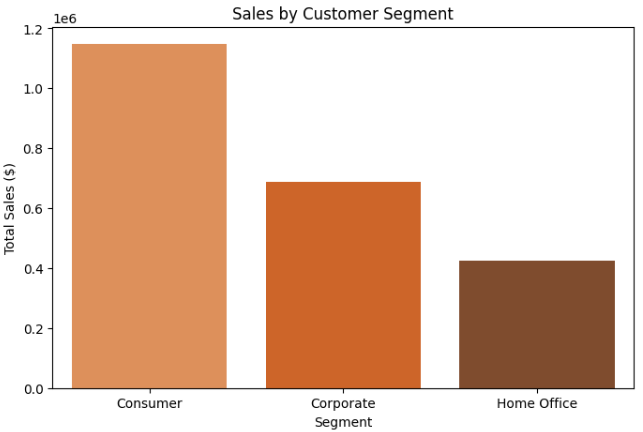 Sales by Customer Segment
1e6
Total Sales ($)
1.2
1.0
0.8
0.6
0.4
0.2
0.0
Consumer Corporate Home Office
Segment